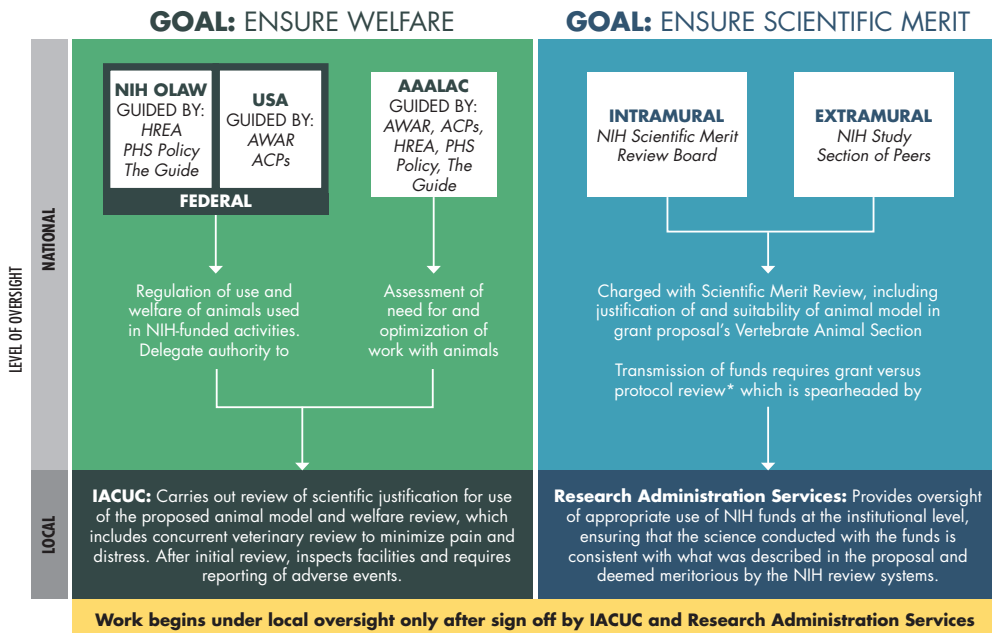 GOAL: ENSURE WELFARE
GOAL: ENSURE SCIENTIFIC MERIT
LEVEL OF OVERSIGHT
NATIONAL
NIH OLAW
GUIDED BY:
HREA
PHS Policy
The Guide
USA
GUIDED BY:
AWAR
ACPs
FEDERAL
AAALAC
GUIDED BY:
AWAR, ACPs,
HREA, PHS
Policy, The
Guide
INTRAMURAL
NIH Scientific Merit
Review Board
EXTRAMURAL
NIH Study
Section of Peers
Regulation of use and
welfare of animals used
in NIH-funded activities.
Delegate authority to
Assessment of
need for and
optimization of
work with animals
Charged with Scientific Merit Review, including
justification of and suitability of animal model in
grant proposal's Vertebrate Animal Section
Transmission of funds requires grant versus
protocol review* which is spearheaded by
LOCAL
IACUC: Carries out review of scientific justification for use
of the proposed animal model and welfare review, which
includes concurrent veterinary review to minimize pain and
distress. After initial review, inspects facilities and requires
reporting of adverse events.
Research Administration Services: Provides oversight
of appropriate use of NIH funds at the institutional level,
ensuring that the science conducted with the funds is
consistent with what was described in the proposal and
deemed meritorious by the NIH review systems.
Work begins under local oversight only after sign off by IACUC and Research Administration Services